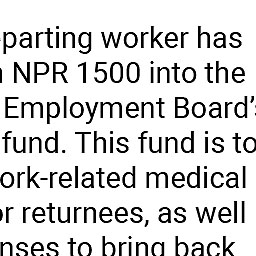 parting worker has
NPR 1500 into the
Employment Board's
fund. This fund is to
ork-related medical
or returnees, as well
nses to bring back